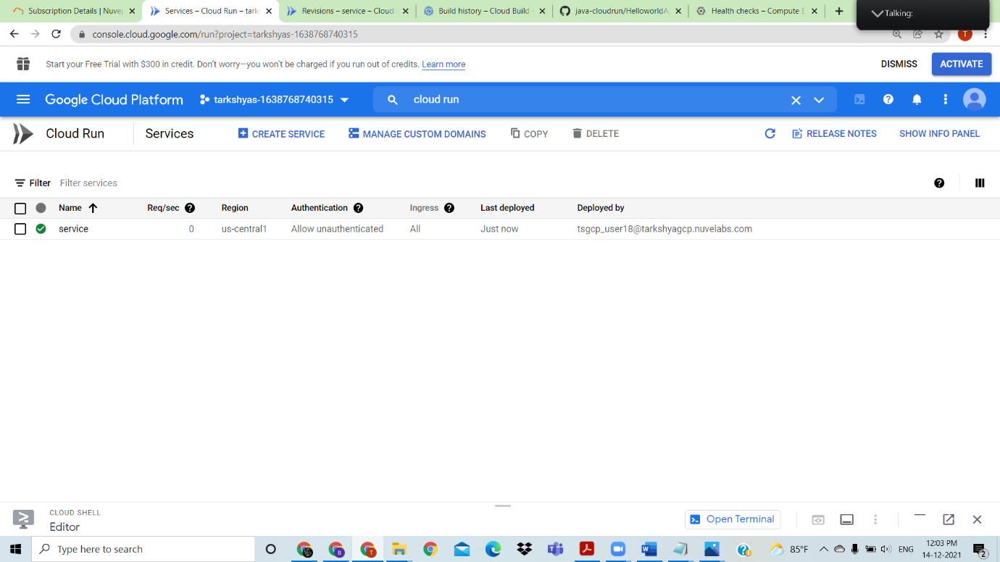 Subscription Details | Nuve
Services – Cloud Run – tark
Revisions – service – Cloud
Build history – Cloud Build -
java-cloudrun/HelloworldA
Health checks – Compute E
Talking:
console.cloud.google.com/run?project=tarkshyas-1638768740315
T
Start your Free Trial with $300 in credit. Don't worry—you won't be charged if you run out of credits. Learn more
DISMISS
ACTIVATE
Google Cloud Platform
tarkshyas-1638768740315
cloud run
Cloud Run
Services
CREATE SERVICE
MANAGE CUSTOM DOMAINS
COPY
DELETE
RELEASE NOTES
SHOW INFO PANEL
Filter Filter services
Name Req/sec Region Authentication Ingress Last deployed Deployed by
service 0 us-central1 Allow unauthenticated All Just now tsgcp_user18@tarkshyagcp.nuvelabs.com
CLOUD SHELL
Editor
Open Terminal
Type here to search
85°F
ENG
12:03 PM
14-12-2021
2